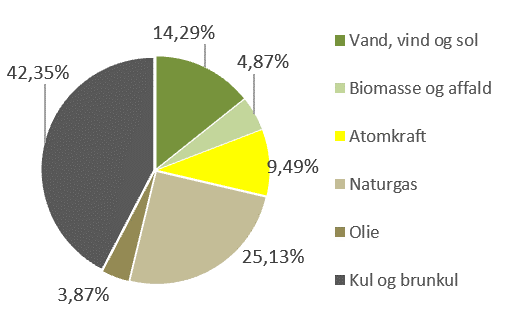 14,29%
4,87%
9,49%
25,13%
3,87%
42,35%
Vand, vind og sol
Biomasse og affald
Atomkraft
Naturgas
Olie
Kul og brunkul